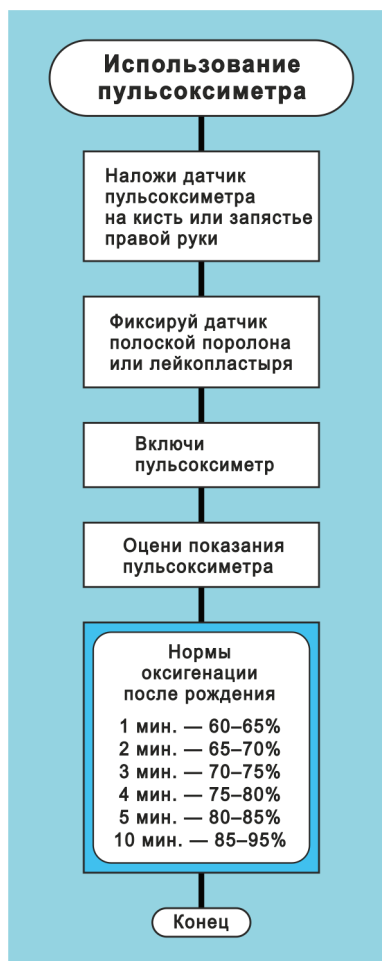 Использование
пульсоксиметра
Наложи датчик
пульсоксиметра
на кисть или запястье
правой руки
Фиксируй датчик
полоской поролона
или лейкопластыря
Включи
пульсоксиметр
Оцени показания
пульсоксиметра
Нормы
оксигенации
после рождения
1 мин. — 60–65%
2 мин. — 65–70%
3 мин. — 70–75%
4 мин. — 75–80%
5 мин. — 80–85%
10 мин. — 85–95%
Конец